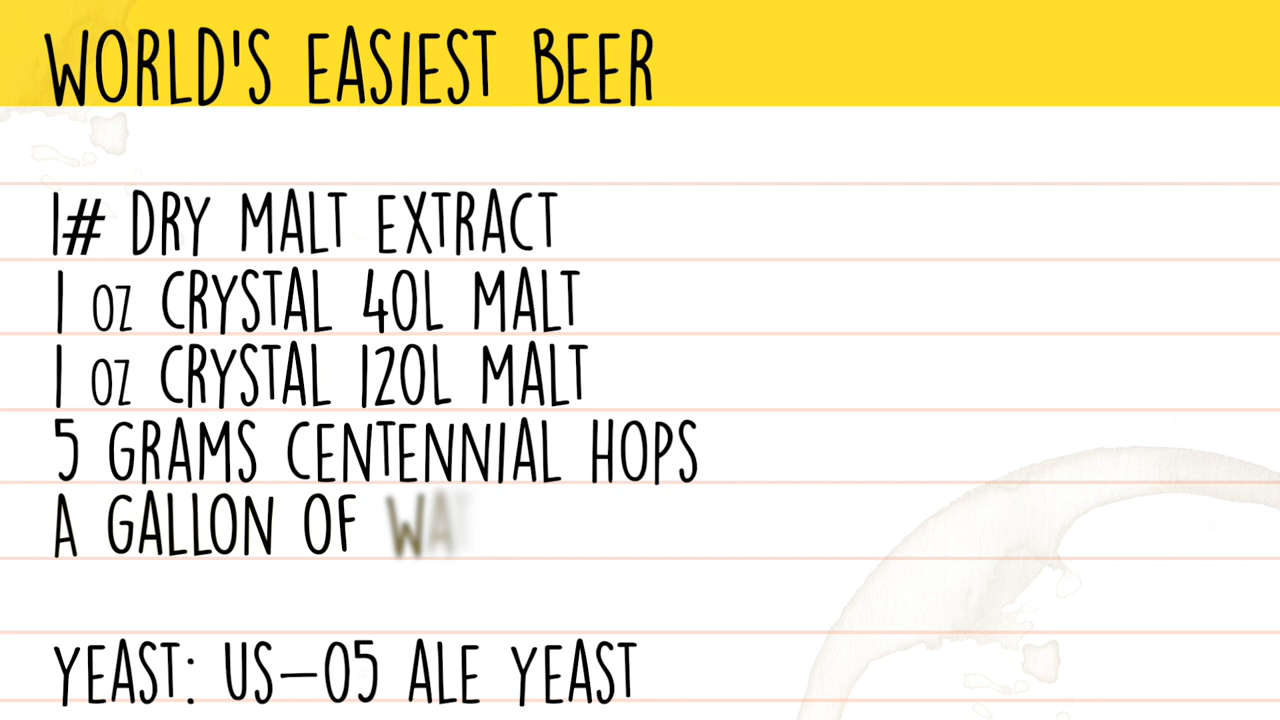 WORLD'S EASIEST BEER
1# DRY MALT EXTRACT
1 OZ CRYSTAL 40L MALT
1 OZ CRYSTAL 120L MALT
5 GRAMS CENTENNIAL HOPS
A GALLON OF
YEAST: US-05 ALE YEAST